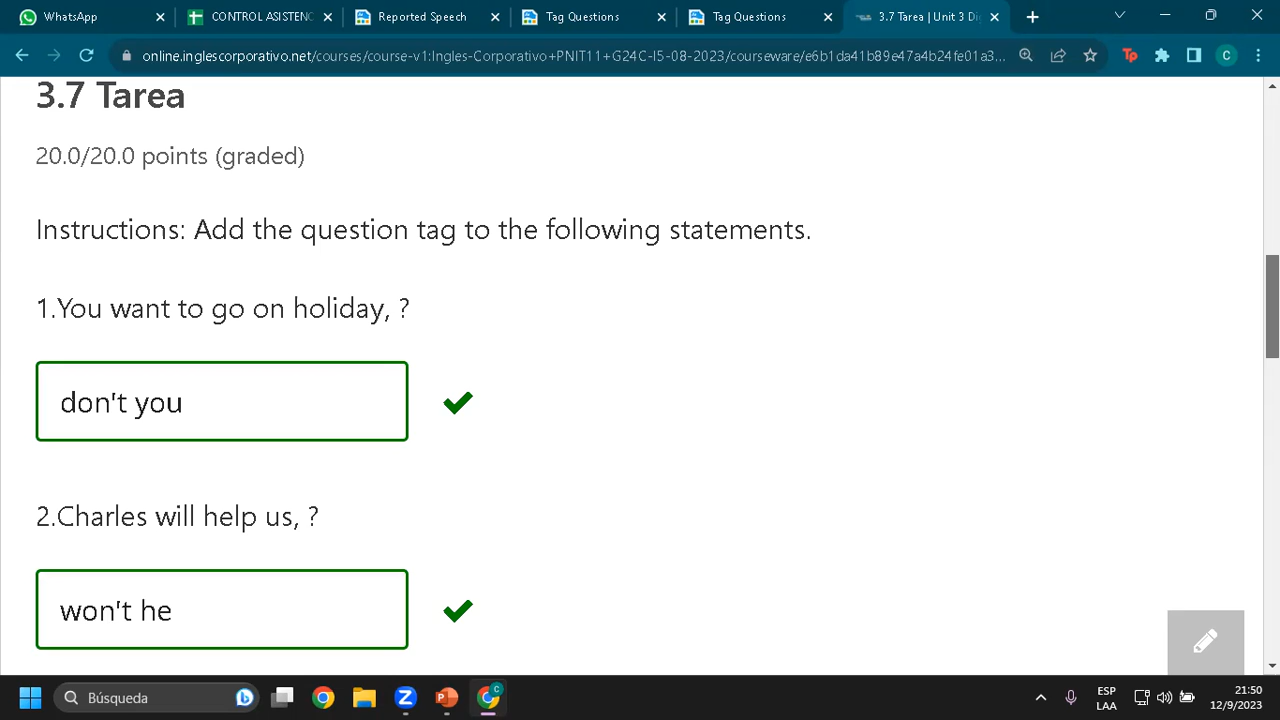 WhatsApp
CONTROL ASISTENC
Reported Speech
Tag Questions
Tag Questions
3.7 Tarea | Unit 3 Di
online.inglescorporativo.net/courses/course-v1:Ingles-Corporativo+PNIT11+G24C-I5-08-2023/courseware/e6b1da41b89e47a4b24fe01a3...
Tp
C
3.7 Tarea
20.0/20.0 points (graded)
Instructions: Add the question tag to the following statements.
1.You want to go on holiday, ?
don't you
2.Charles will help us, ?
won't he
Búsqueda
C
ESP
LAA
21:50
12/9/2023